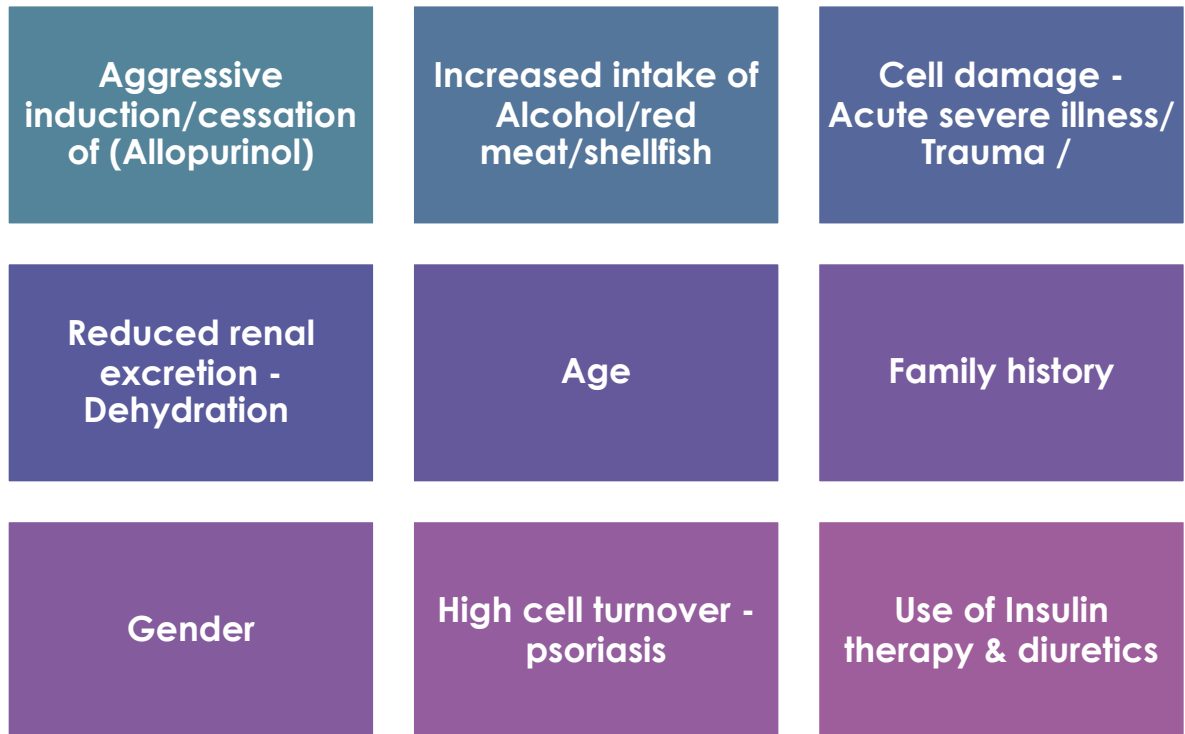 Aggressive
induction/cessation
of (Allopurinol)
Increased intake of
Alcohol/red
meat/shellfish
Cell damage -
Acute severe illness/
Trauma /
Reduced renal
excretion -
Dehydration
Age
Family history
Gender
High cell turnover -
psoriasis
Use of Insulin
therapy & diuretics